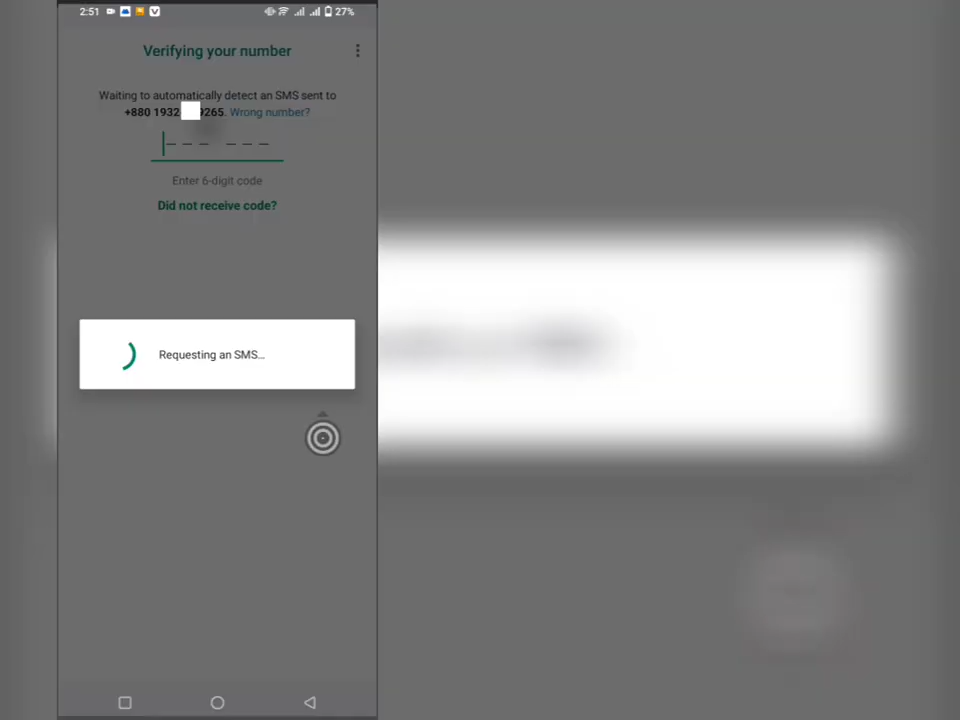 2:51 27%
Verifying your number
Waiting to automatically detect an SMS sent to
+880 1932 9265. Wrong number?
Enter 6-digit code
Did not receive code?
Requesting an SMS...